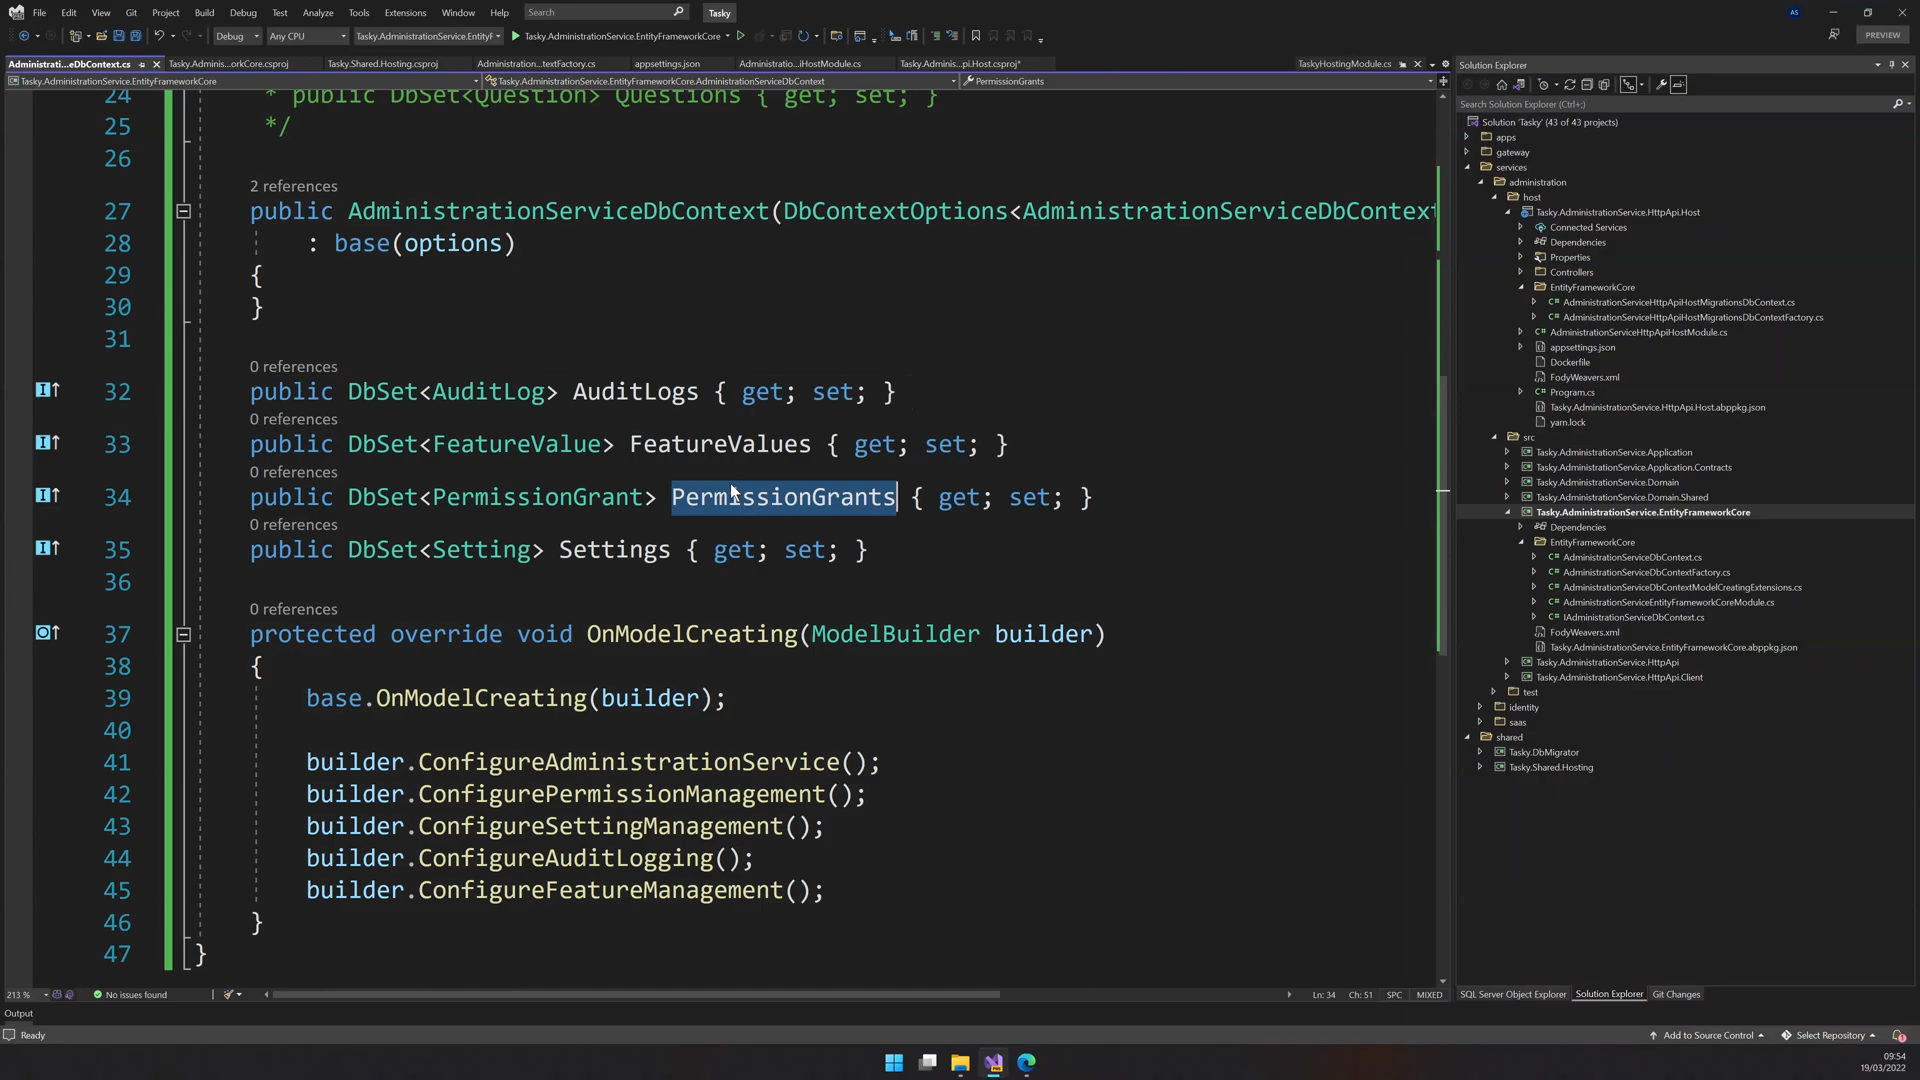 File Edit View Git Project Build Debug Test Analyze Tools Extensions Window Help Search Tasky AS
Debug Any CPU Tasky.AdministrationService.EntityF Tasky.AdministrationService.EntityFrameworkCore PREVIEW
Administrati...eDbContext.cs Tasky.Adminis...orkCore.csproj Tasky.Shared.Hosting.csproj Administration...textFactory.cs appsettings.json Administratio...iHostModule.cs Tasky.Administ...pi.Host.csproj* TaskyHostingModule.cs
Tasky.AdministrationService.EntityFrameworkCore Tasky.AdministrationService.EntityFrameworkCore.AdministrationServiceDbContext PermissionGrants
24 * public DbSet<Question> Questions { get; set; }
25 */
26
2 references
27 public AdministrationServiceDbContext(DbContextOptions<AdministrationServiceDbContext
28 : base(options)
29 {
30 }
31
0 references
32 public DbSet<AuditLog> AuditLogs { get; set; }
0 references
33 public DbSet<FeatureValue> FeatureValues { get; set; }
0 references
34 public DbSet<PermissionGrant> PermissionGrants { get; set; }
0 references
35 public DbSet<Setting> Settings { get; set; }
36
0 references
37 protected override void OnModelCreating(ModelBuilder builder)
38 {
39 base.OnModelCreating(builder);
40
41 builder.ConfigureAdministrationService();
42 builder.ConfigurePermissionManagement();
43 builder.ConfigureSettingManagement();
44 builder.ConfigureAuditLogging();
45 builder.ConfigureFeatureManagement();
46 }
47 }
213 % No issues found Ln: 34 Ch: 51 SPC MIXED
Output
Ready
Solution Explorer
Search Solution Explorer (Ctrl+;)
Solution 'Tasky' (43 of 43 projects)
apps
gateway
services
administration
host
Tasky.AdministrationService.HttpApi.Host
Connected Services
Dependencies
Properties
Controllers
EntityFrameworkCore
C# AdministrationServiceHttpApiHostMigrationsDbContext.cs
C# AdministrationServiceHttpApiHostMigrationsDbContextFactory.cs
C# AdministrationServiceHttpApiHostModule.cs
appsettings.json
Dockerfile
FodyWeavers.xml
C# Program.cs
Tasky.AdministrationService.HttpApi.Host.abppkg.json
yarn.lock
src
Tasky.AdministrationService.Application
Tasky.AdministrationService.Application.Contracts
Tasky.AdministrationService.Domain
Tasky.AdministrationService.Domain.Shared
Tasky.AdministrationService.EntityFrameworkCore
Dependencies
EntityFrameworkCore
C# AdministrationServiceDbContext.cs
C# AdministrationServiceDbContextFactory.cs
C# AdministrationServiceDbContextModelCreatingExtensions.cs
C# AdministrationServiceEntityFrameworkCoreModule.cs
C# IAdministrationServiceDbContext.cs
FodyWeavers.xml
Tasky.AdministrationService.EntityFrameworkCore.abppkg.json
Tasky.AdministrationService.HttpApi
Tasky.AdministrationService.HttpApi.Client
test
identity
saas
shared
Tasky.DbMigrator
Tasky.Shared.Hosting
SQL Server Object Explorer Solution Explorer Git Changes
Add to Source Control Select Repository
09:54
19/03/2022